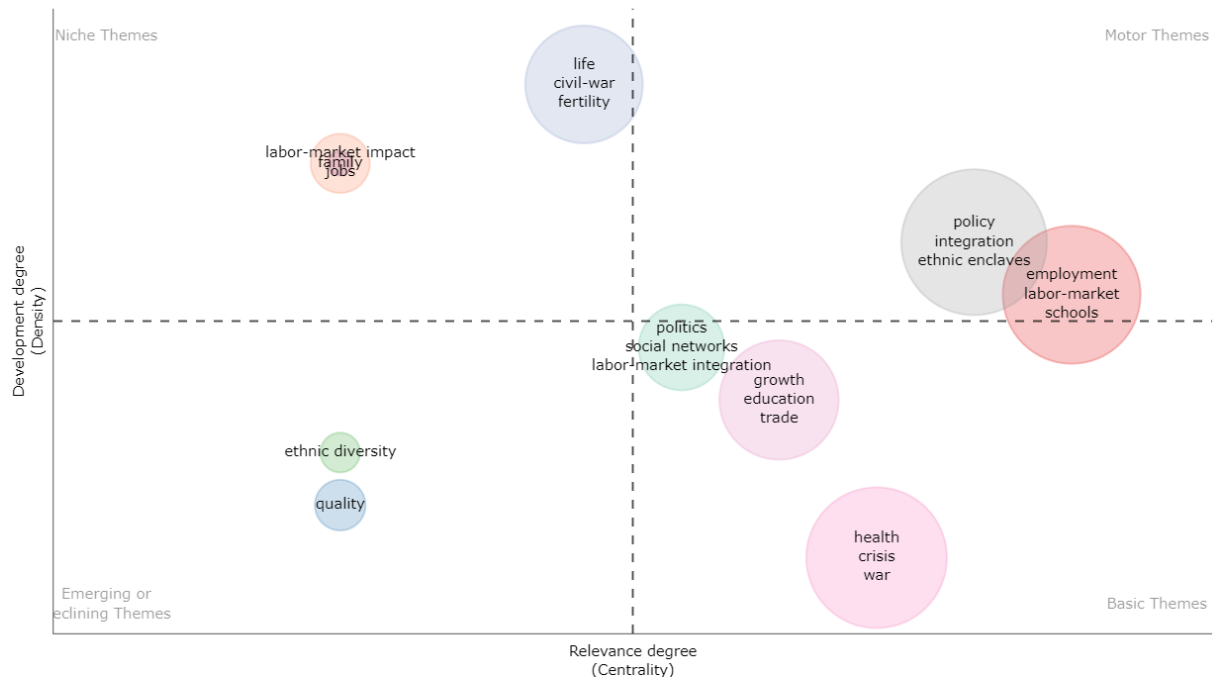 Niche Themes
Motor Themes
life
civil-war
fertility
labor-market impact
family
jobs
policy
integration
ethnic enclaves
employment
labor-market
schools
Development degree
(Density)
politics
social networks
labor-market integration
growth
education
trade
ethnic diversity
quality
health
crisis
war
Emerging or
eclining Themes
Basic Themes
Relevance degree
(Centrality)